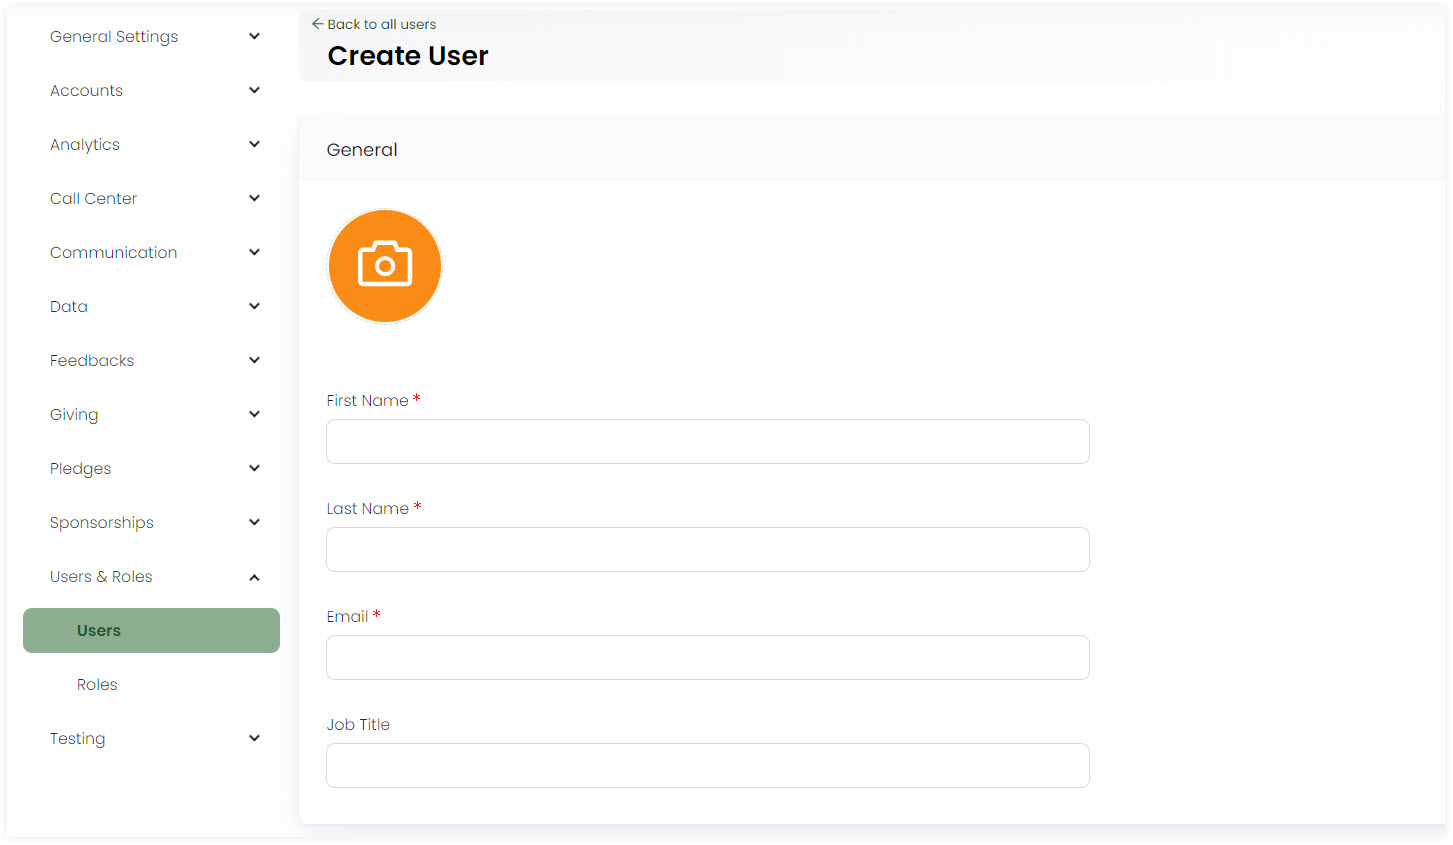 General Settings
Accounts
Analytics
Call Center
Communication
Data
Feedbacks
Giving
Pledges
Sponsorships
Users & Roles
Users
Roles
Testing
Back to all users
Create User
General
First Name *
Last Name *
Email *
Job Title